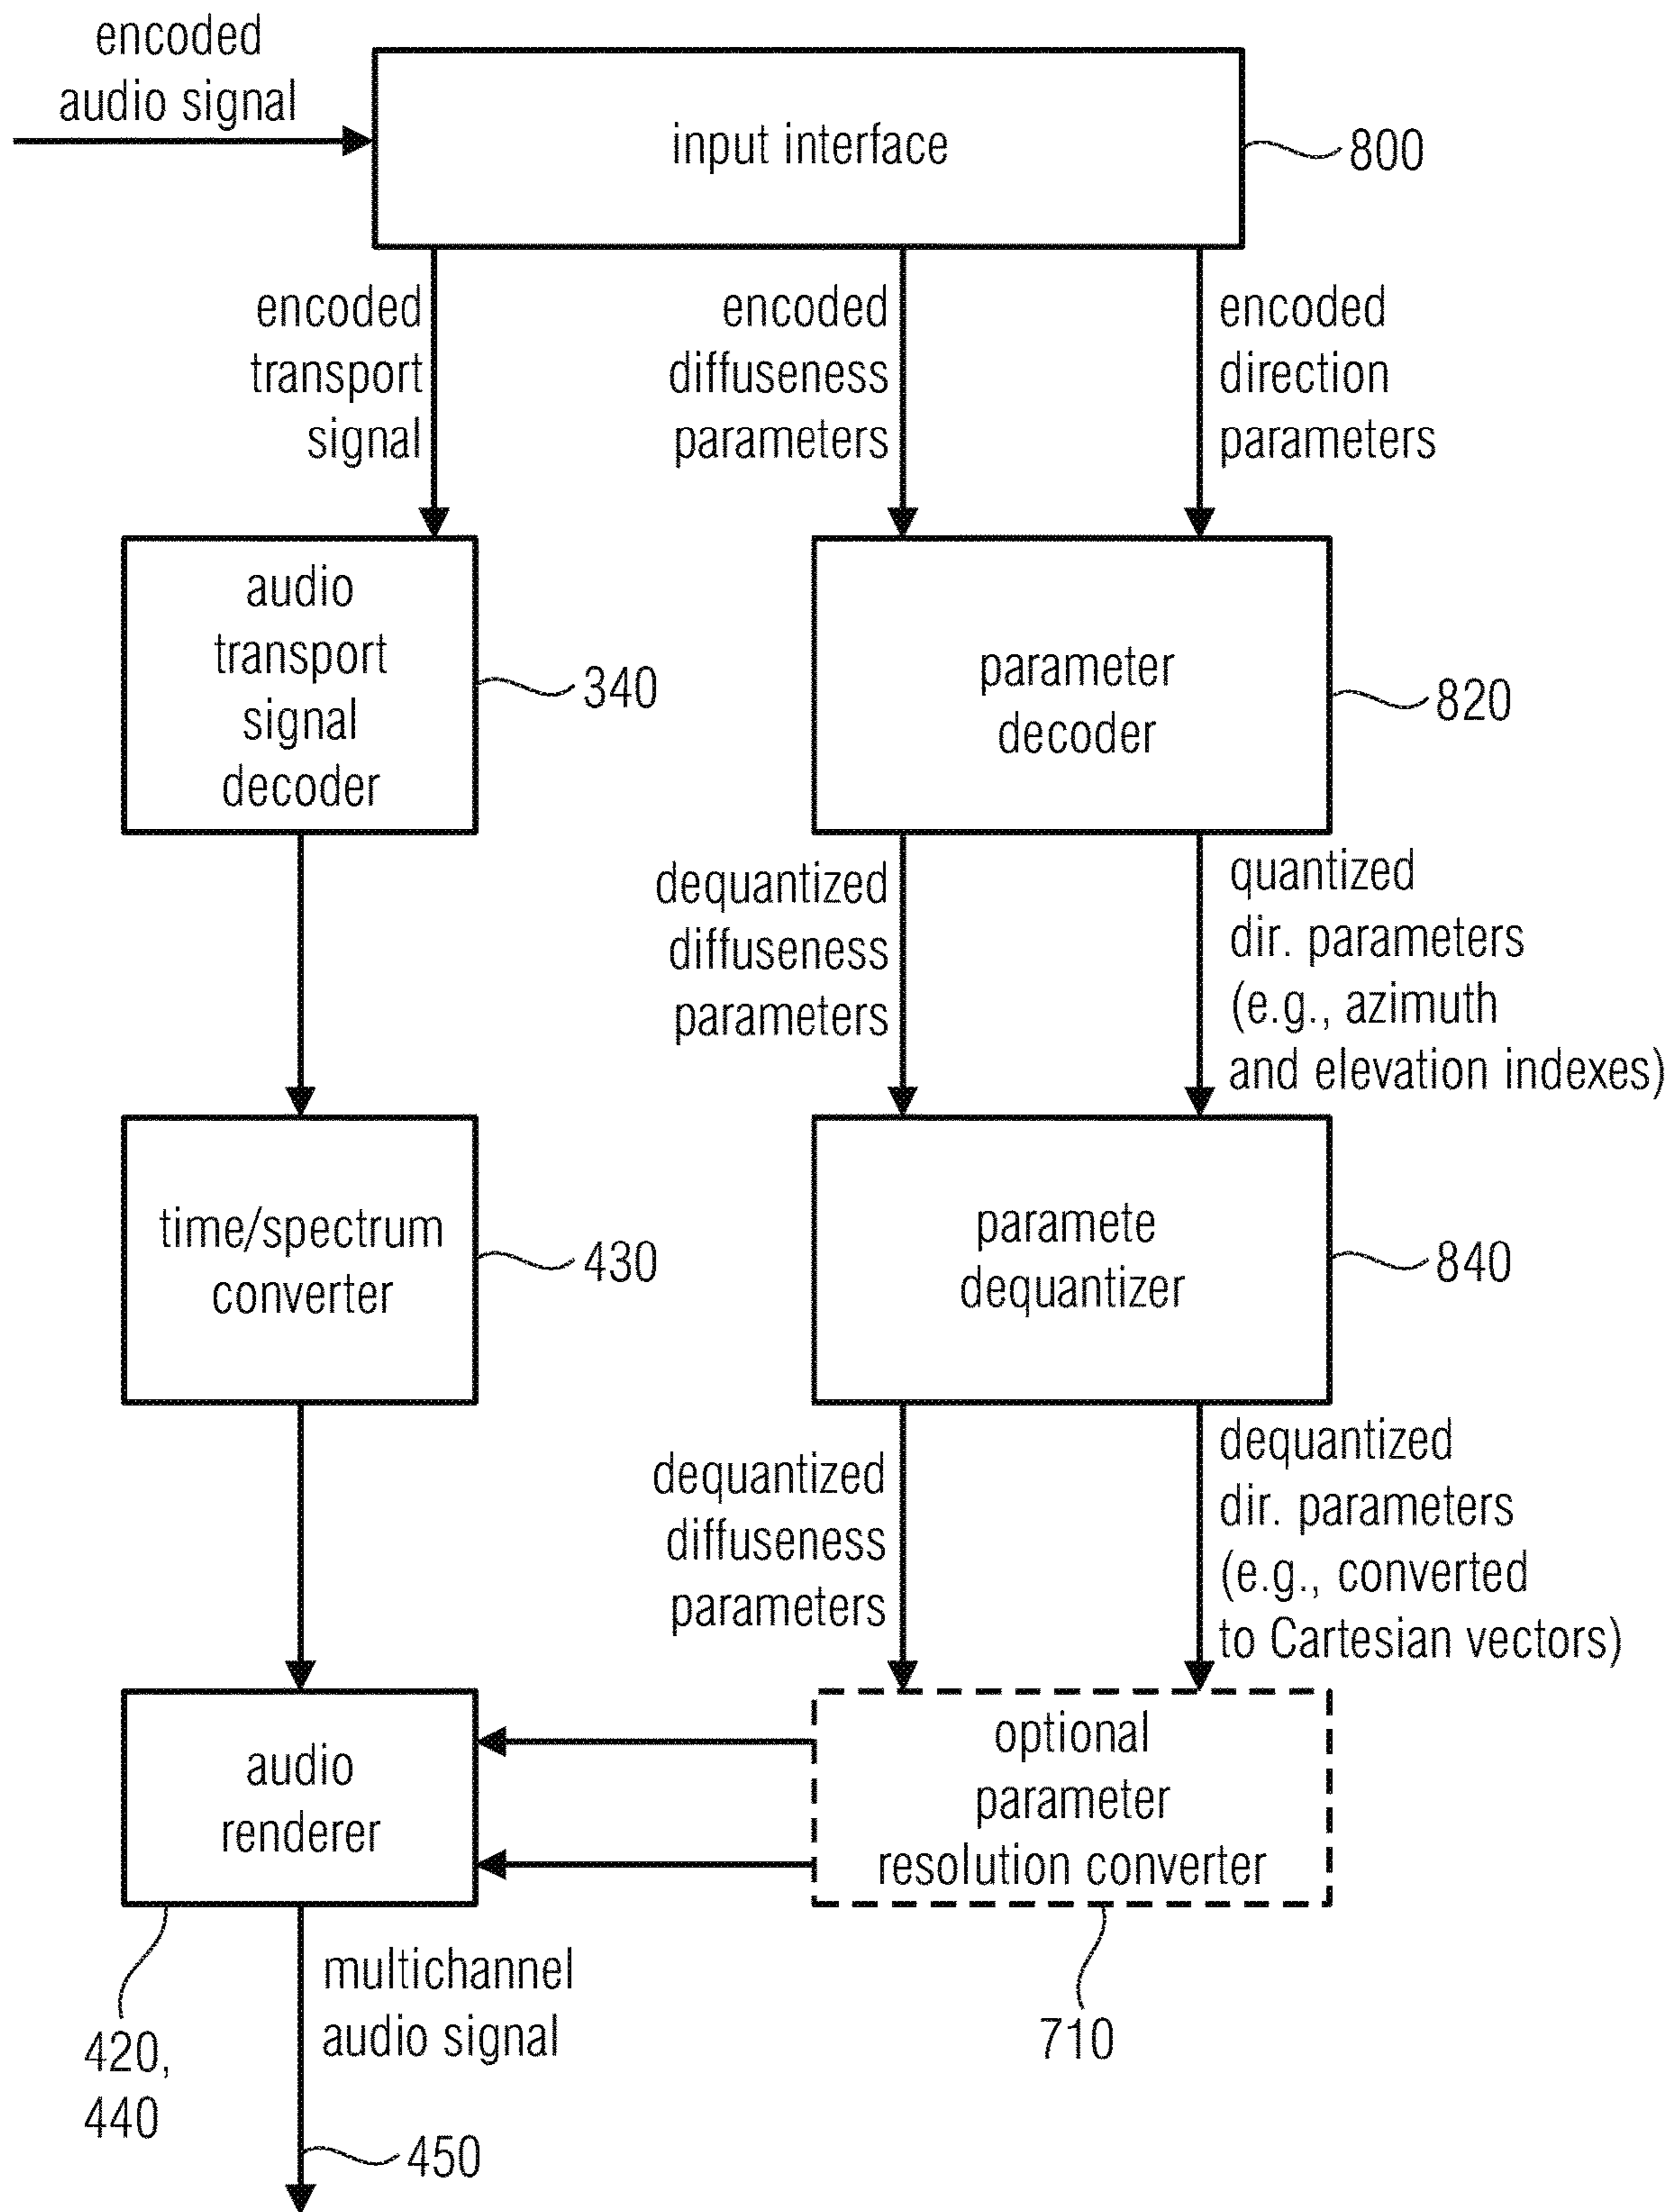 encoded
audio signal
input interface
800
encoded
transport
signal
encoded
diffuseness
parameters
encoded
direction
parameters
audio
transport
signal
decoder
340
parameter
decoder
820
dequantized
diffuseness
parameters
quantized
dir. parameters
(e.g., azimuth
and elevation indexes)
time/spectrum
converter
430
paramete
dequantizer
840
dequantized
diffuseness
parameters
dequantized
dir. parameters
(e.g., converted
to Cartesian vectors)
audio
renderer
optional
parameter
resolution converter
420,
440
multichannel
audio signal
710
450